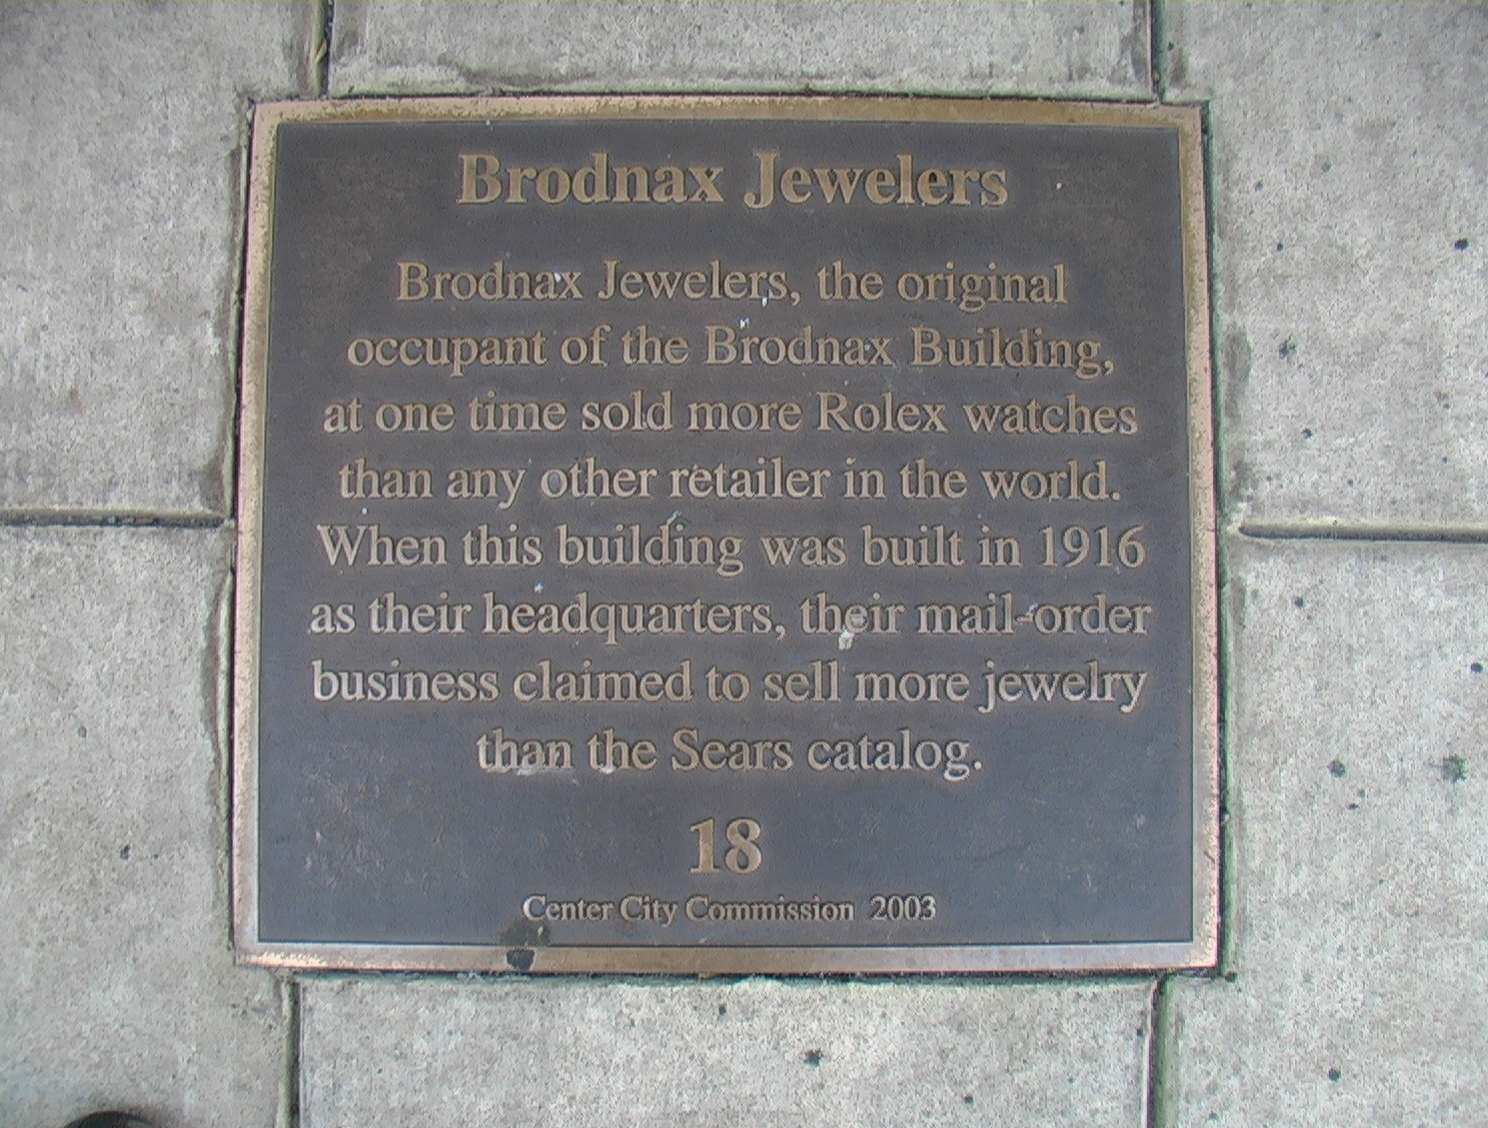 Brodnax Jewelers
Brodnax Jewelers, the original
occupant of the Brodnax Building,
at one time sold more Rolex watches
than any other retailer in the world.
When this building was built in 1916
as their headquarters, their mail-order
business claimed to sell more jewelry
than the Sears catalog.
18
Center City Commission 2003